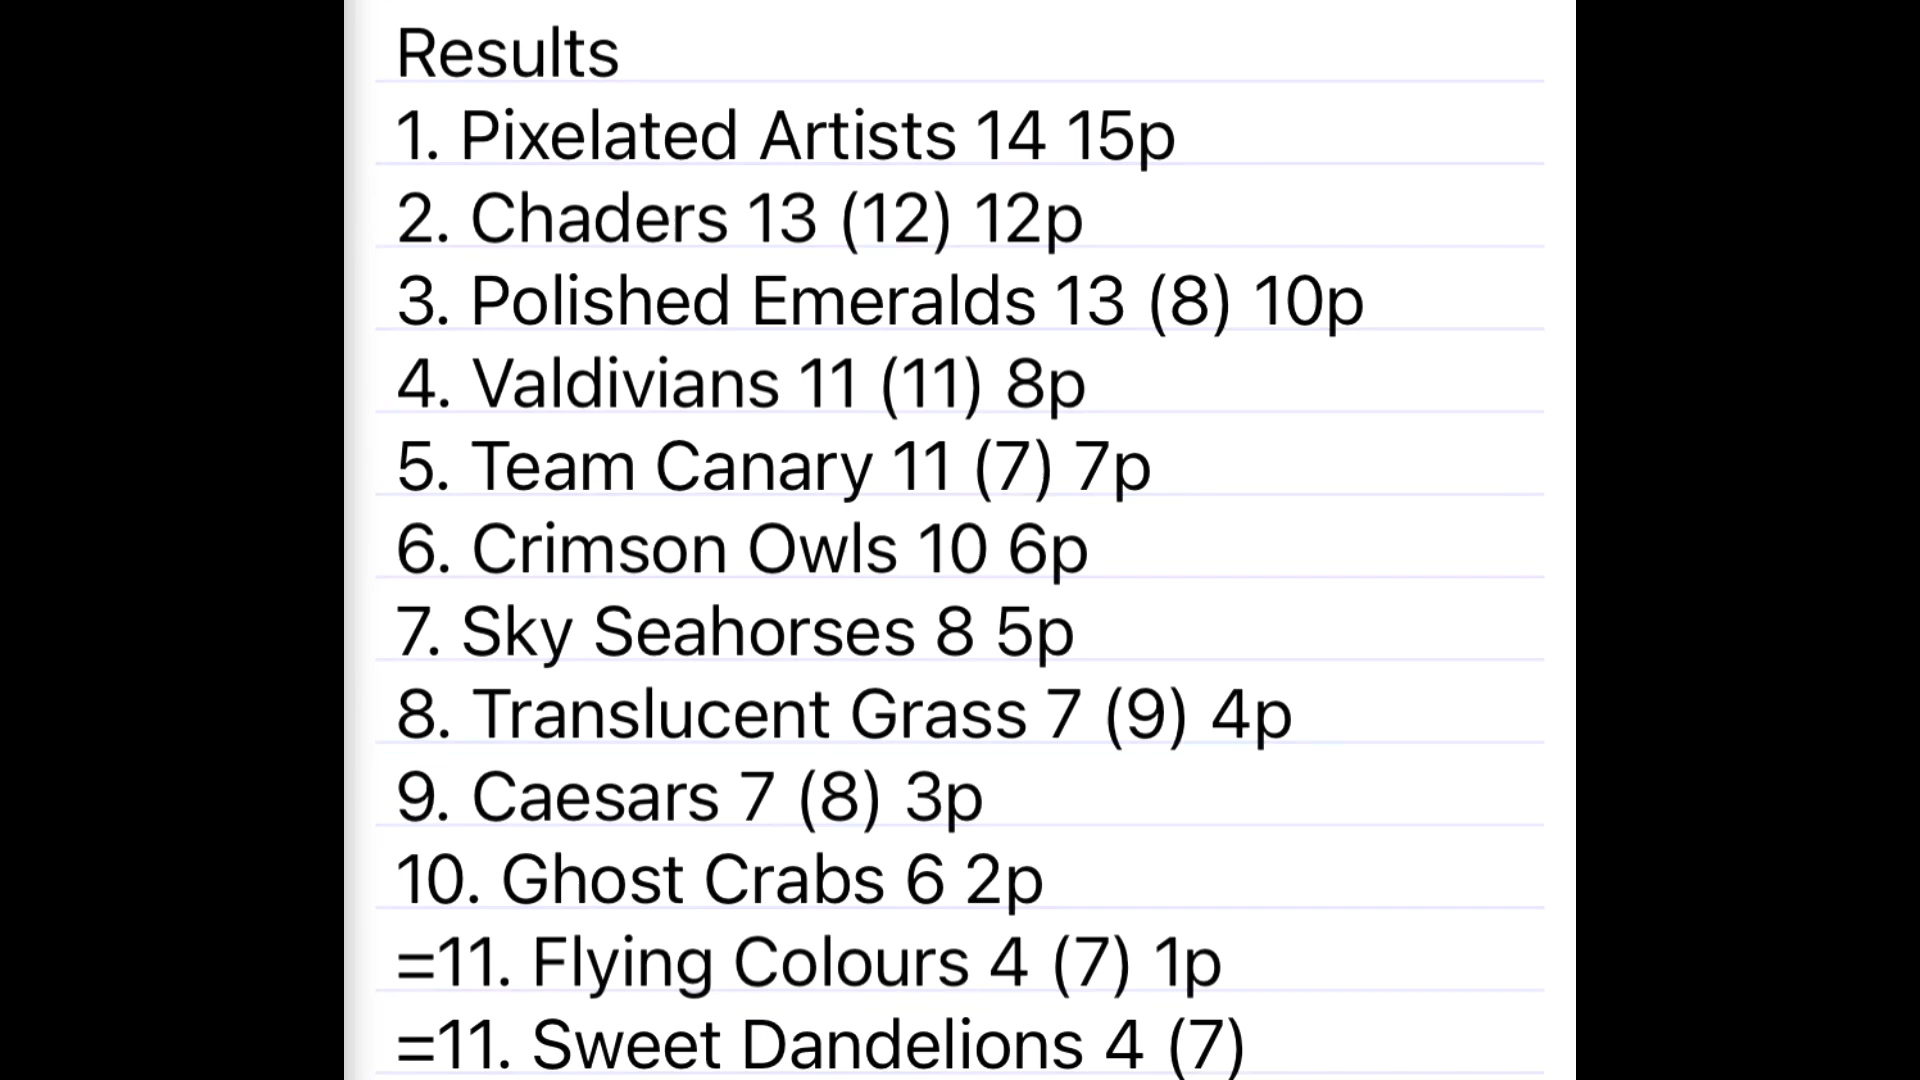 Results
1. Pixelated Artists 14 15p
2. Chaders 13 (12) 12p
3. Polished Emeralds 13 (8) 10p
4. Valdivians 11 (11) 8p
5. Team Canary 11 (7) 7p
6. Crimson Owls 10 6p
7. Sky Seahorses 8 5p
8. Translucent Grass 7 (9) 4p
9. Caesars 7 (8) 3p
10. Ghost Crabs 6 2p
=11. Flying Colours 4 (7) 1p
=11. Sweet Dandelions 4 (7)